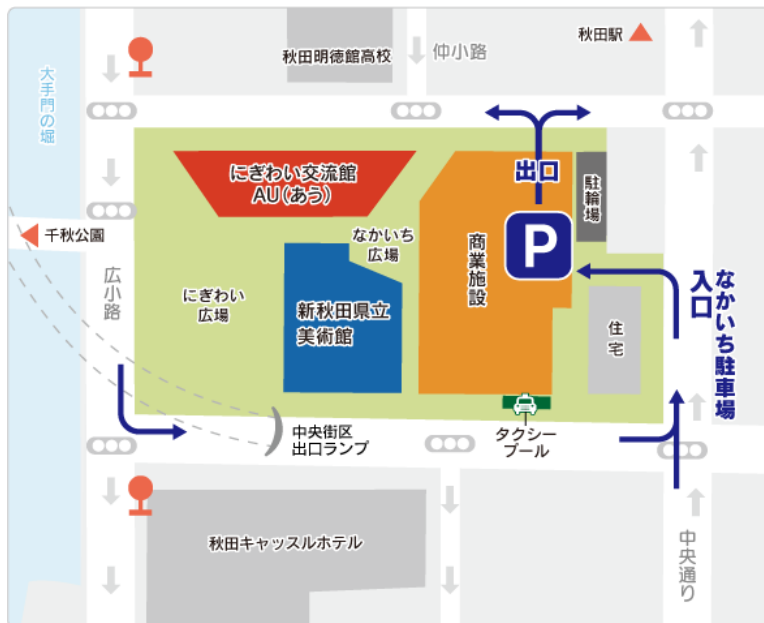 秋田明徳館高校
仲小路
秋田駅
大手門の堀
にぎわい交流館
AU(あう)
出口
駐輪場
千秋公園
なかいち
広場
商業施設
P
広小路
にぎわい
広場
新秋田県立
美術館
住宅
入口
なかいち駐車場
中央街区
出口ランプ
タクシー
プール
秋田キャッスルホテル
中央通り